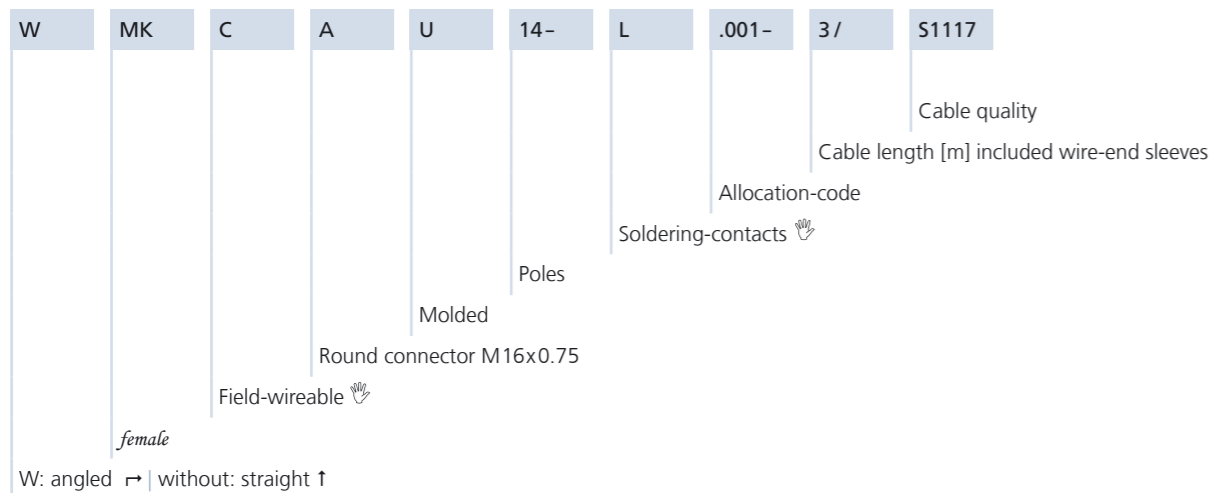 W MK C A U 14– L .001– 3/ S1117
Cable quality
Cable length [m] included wire-end sleeves
Allocation-code
Soldering-contacts
Poles
Molded
Round connector M16x0.75
Field-wireable
female
W: angled ↱ | without: straight ↑